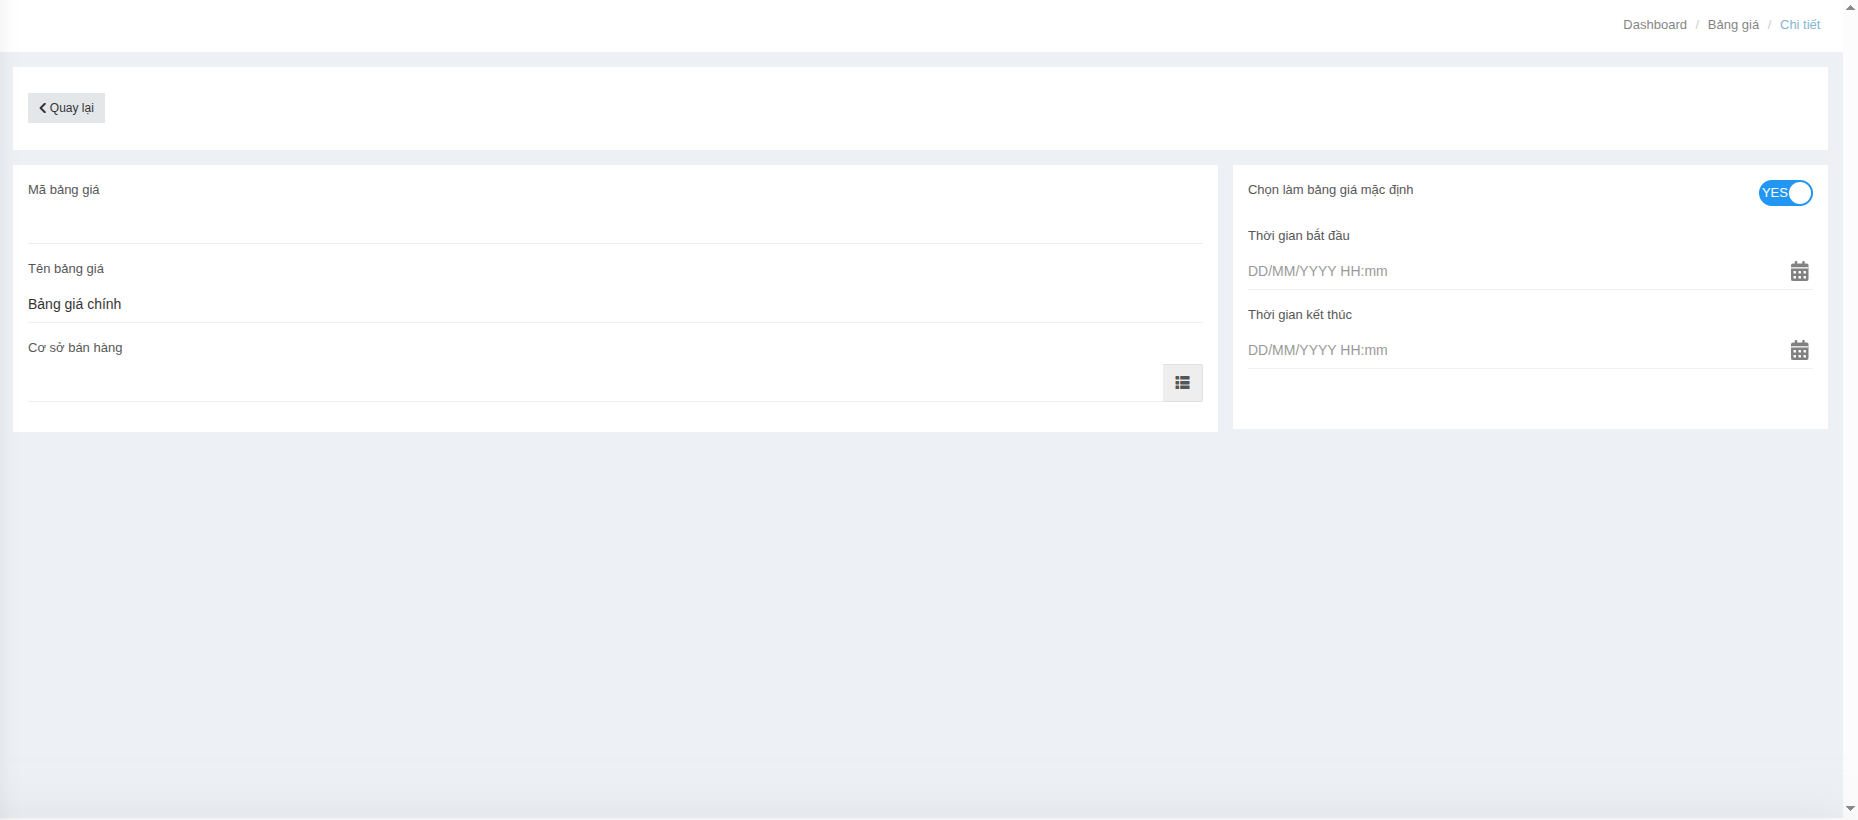 Dashboard / Bảng giá / Chi tiết
Quay lại
Mã bảng giá
Tên bảng giá
Bảng giá chính
Cơ sở bán hàng
Chọn làm bảng giá mặc định
YES
Thời gian bắt đầu
DD/MM/YYYY HH:mm
Thời gian kết thúc
DD/MM/YYYY HH:mm